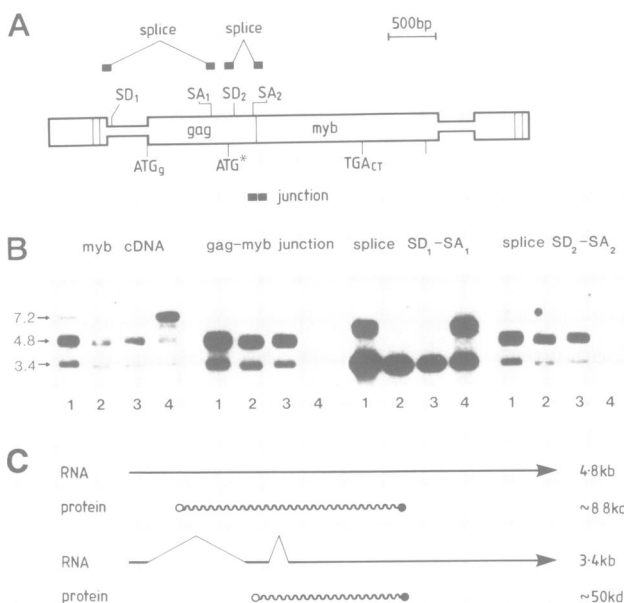 A
500bp
splice splice
SD1 SA1 SD2 SA2
gag myb
ATGg ATG* TGACT
junction
B
myb cDNA gag-myb junction splice SD1-SA1 splice SD2-SA2
7.2
4.8
3.4
1 2 3 4 1 2 3 4 1 2 3 4 1 2 3 4
C
RNA 4·8kb
protein ~88kd
RNA 3·4kb
protein ~50kd